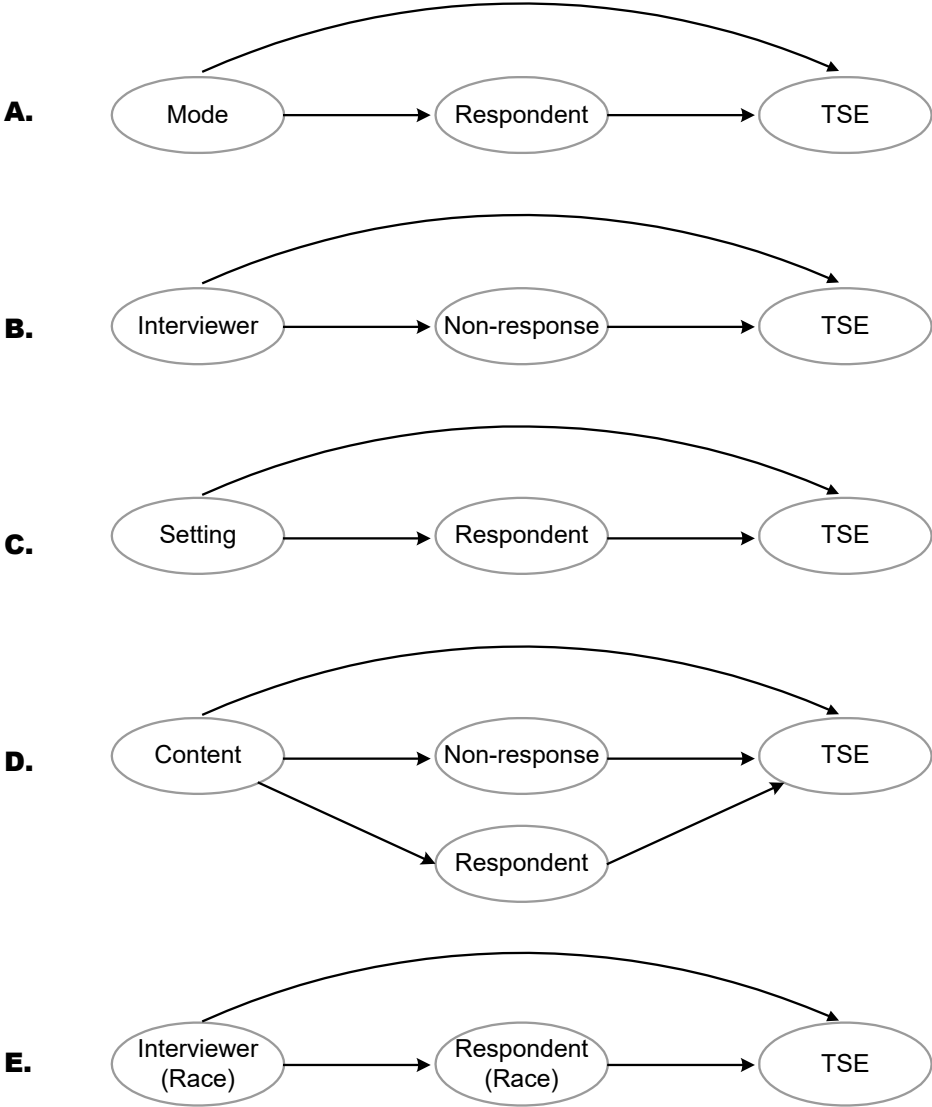 A.
Mode
Respondent
TSE
B.
Interviewer
Non-response
TSE
C.
Setting
Respondent
TSE
D.
Content
Non-response
TSE
Respondent
E.
Interviewer
(Race)
Respondent
(Race)
TSE